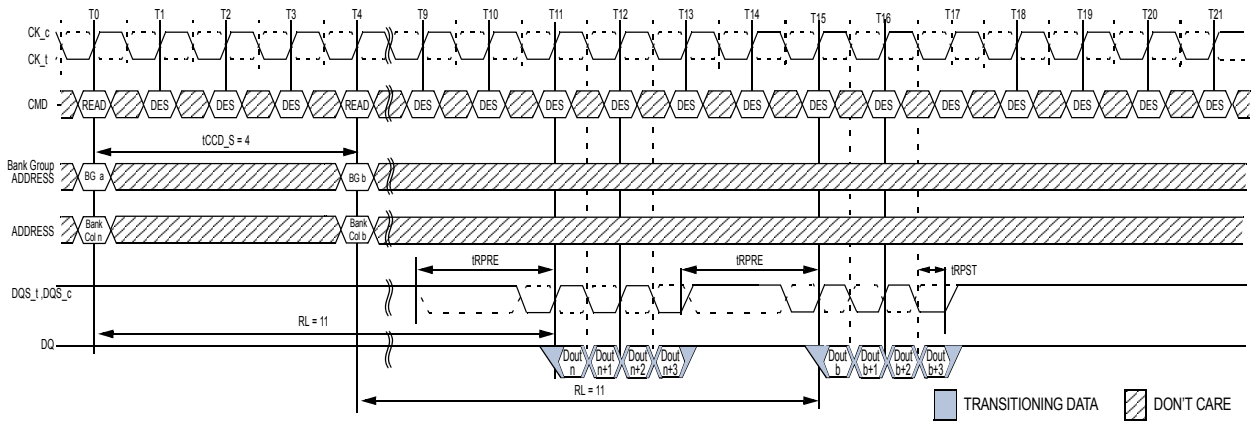 T0 T1 T2 T3 T4 T9 T10 T11 T12 T13 T14 T15 T16 T17 T18 T19 T20 T21
CK_c
CK_t
CMD READ DES DES DES READ DES DES DES DES DES DES DES DES DES DES DES DES DES
tCCD_S = 4
Bank Group
ADDRESS
BG a BG b
ADDRESS
Bank
Col n
Bank
Col b
tRPRE tRPRE tRPST
DQS_t ,DQS_c
RL = 11
DQ
Dout
n
Dout
n+1
Dout
n+2
Dout
n+3
Dout
b
Dout
b+1
Dout
b+2
Dout
b+3
RL = 11
TRANSITIONING DATA DON'T CARE